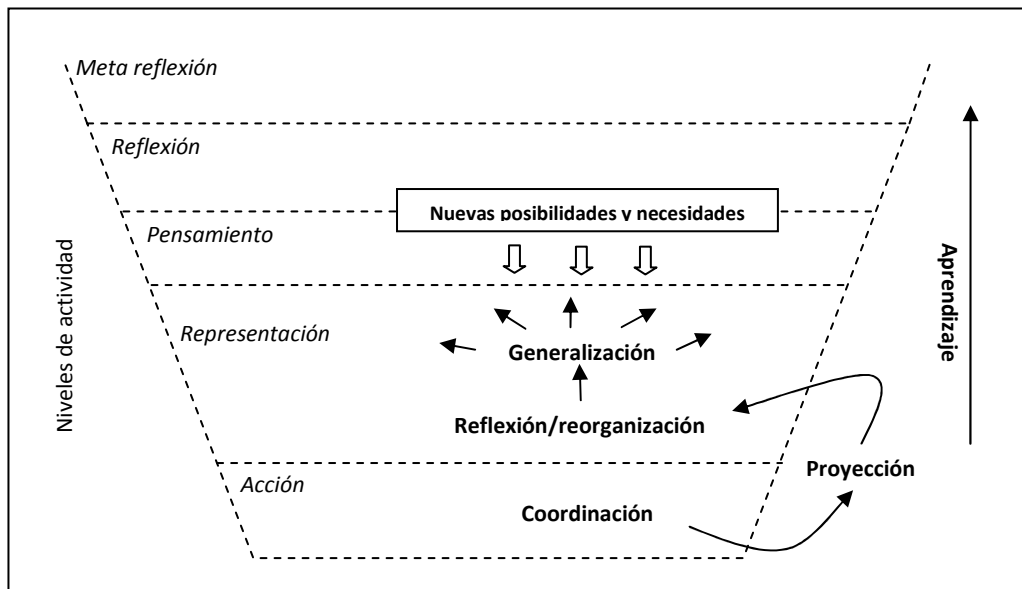 Meta reflexión
Reflexión
Nuevas posibilidades y necesidades
Pensamiento
Niveles de actividad
Aprendizaje
Representación
Generalización
Reflexión/reorganización
Proyección
Acción
Coordinación